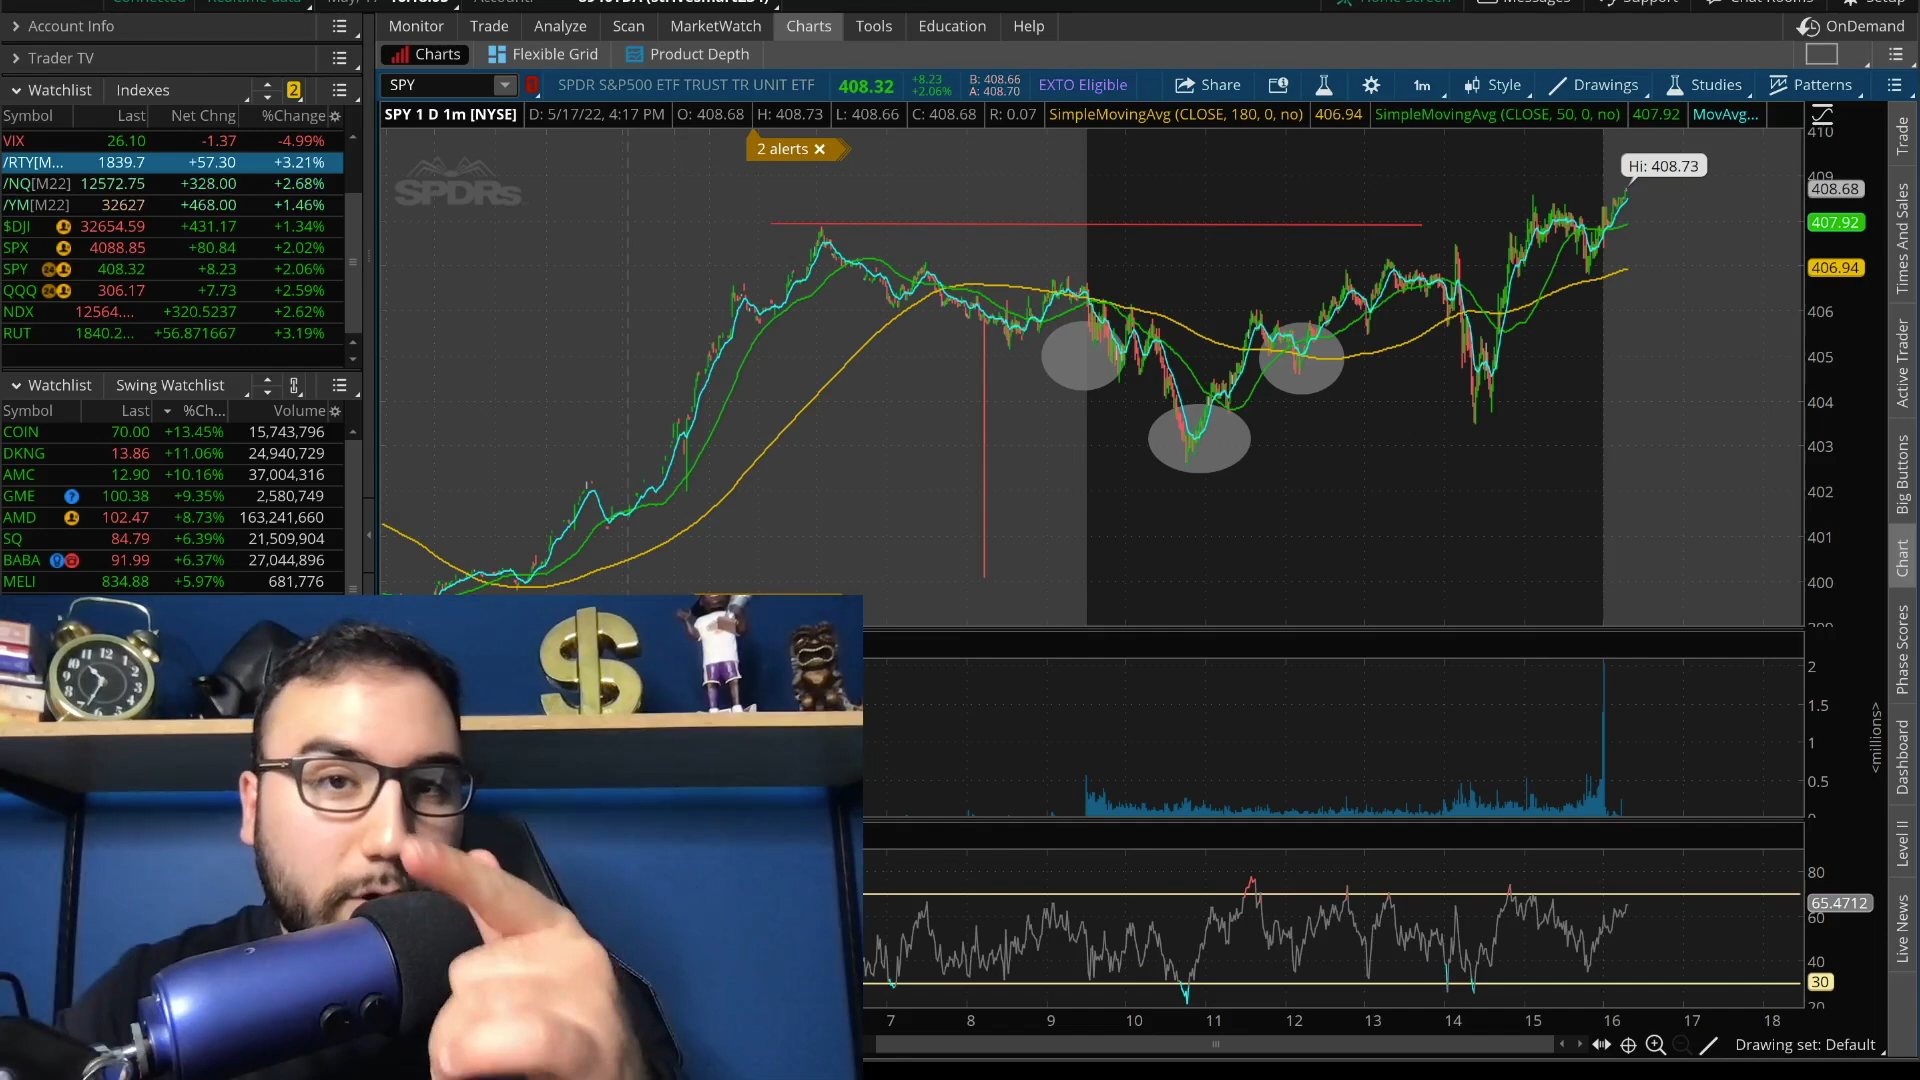 Account Info
Monitor Trade Analyze Scan MarketWatch Charts Tools Education Help OnDemand
Trader TV
Charts Flexible Grid Product Depth
Watchlist Indexes 2
SPY SPDR S&P500 ETF TRUST TR UNIT ETF 408.32 +8.23 +2.06% B: 408.66 A: 408.70 EXTO Eligible Share 1m Style Drawings Studies Patterns
SPY 1 D 1m [NYSE] D: 5/17/22, 4:17 PM O: 408.68 H: 408.73 L: 408.66 C: 408.68 R: 0.07 SimpleMovingAvg (CLOSE, 180, 0, no) 406.94 SimpleMovingAvg (CLOSE, 50, 0, no) 407.92 MovAvg...
Symbol Last Net Chng %Change
VIX 26.10 -1.37 -4.99%
/RTY[M... 1839.7 +57.30 +3.21%
/NQ[M22] 12572.75 +328.00 +2.68%
/YM[M22] 32627 +468.00 +1.46%
$DJI 32654.59 +431.17 +1.34%
SPX 4088.85 +80.84 +2.02%
SPY 24 408.32 +8.23 +2.06%
QQQ 24 306.17 +7.73 +2.59%
NDX 12564.... +320.5237 +2.62%
RUT 1840.2... +56.871667 +3.19%
Watchlist Swing Watchlist
Symbol Last %Ch... Volume
COIN 70.00 +13.45% 15,743,796
DKNG 13.86 +11.06% 24,940,729
AMC 12.90 +10.16% 37,004,316
GME 100.38 +9.35% 2,580,749
AMD 102.47 +8.73% 163,241,660
SQ 84.79 +6.39% 21,509,904
BABA 91.99 +6.37% 27,044,896
MELI 834.88 +5.97% 681,776
2 alerts
SPDRs
Hi: 408.73
410
409
408.68
407.92
406.94
406
405
404
403
402
401
400
2
1.5
1
0.5
<millions>
80
65.4712
60
40
30
20
7 8 9 10 11 12 13 14 15 16 17 18
Drawing set: Default
Trade
Times And Sales
Active Trader
Big Buttons
Chart
Phase Scores
Dashboard
Level II
Live News